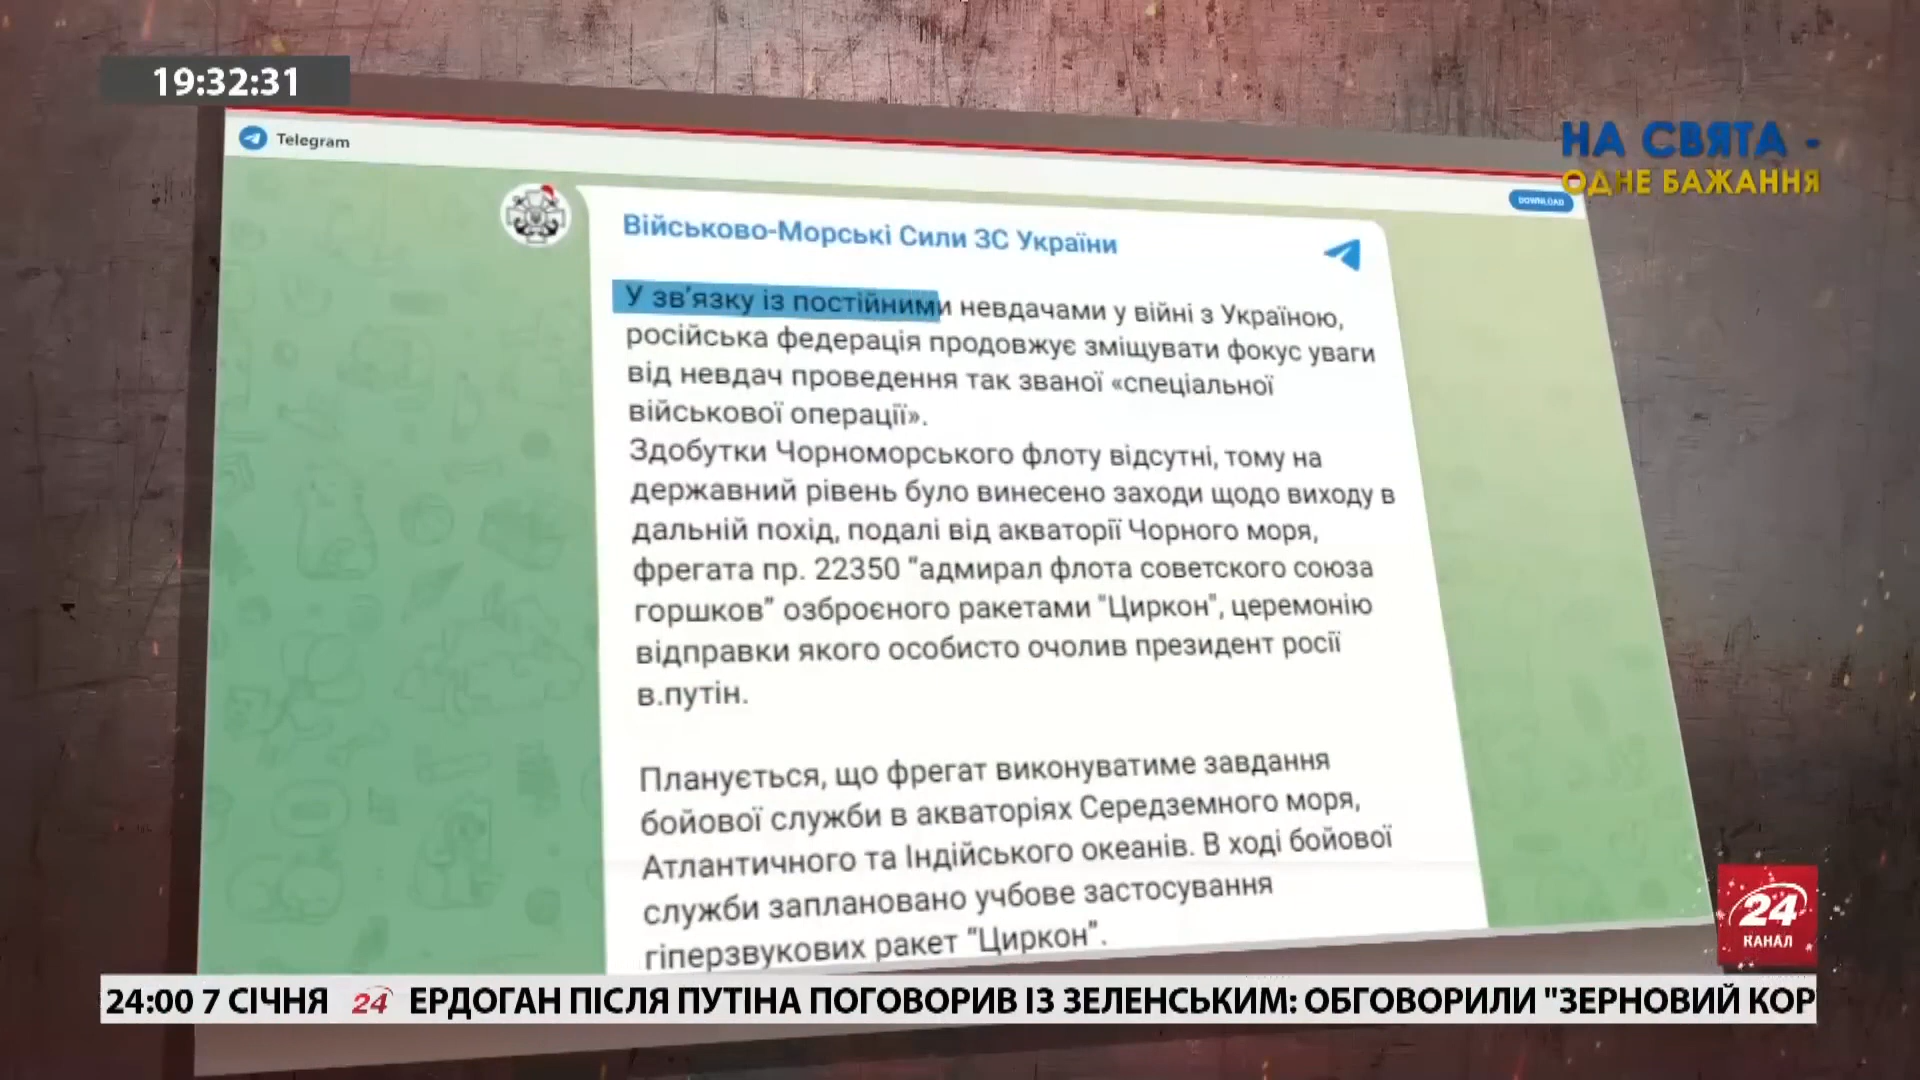 19:32:31
Telegram
НА СВЯТА -
ОДНЕ БАЖАННЯ
DOWNLOAD
Військово-Морські Сили ЗС України
У зв’язку із постійними невдачами у війні з Україною,
російська федерація продовжує зміщувати фокус уваги
від невдач проведення так званої «спеціальної
військової операції».
Здобутки Чорноморського флоту відсутні, тому на
державний рівень було винесено заходи щодо виходу в
дальній похід, подалі від акваторії Чорного моря,
фрегата пр. 22350 “адмирал флота советского союза
горшков” озброєного ракетами "Циркон", церемонію
відправки якого особисто очолив президент росії
в.путін.
Планується, що фрегат виконуватиме завдання
бойової служби в акваторіях Середземного моря,
Атлантичного та Індійського океанів. В ході бойової
служби заплановано учбове застосування
гіперзвукових ракет “Циркон”.
24
КАНАЛ
24:00 7 СІЧНЯ 24 ЕРДОГАН ПІСЛЯ ПУТІНА ПОГОВОРИВ ІЗ ЗЕЛЕНСЬКИМ: ОБГОВОРИЛИ "ЗЕРНОВИЙ КОР